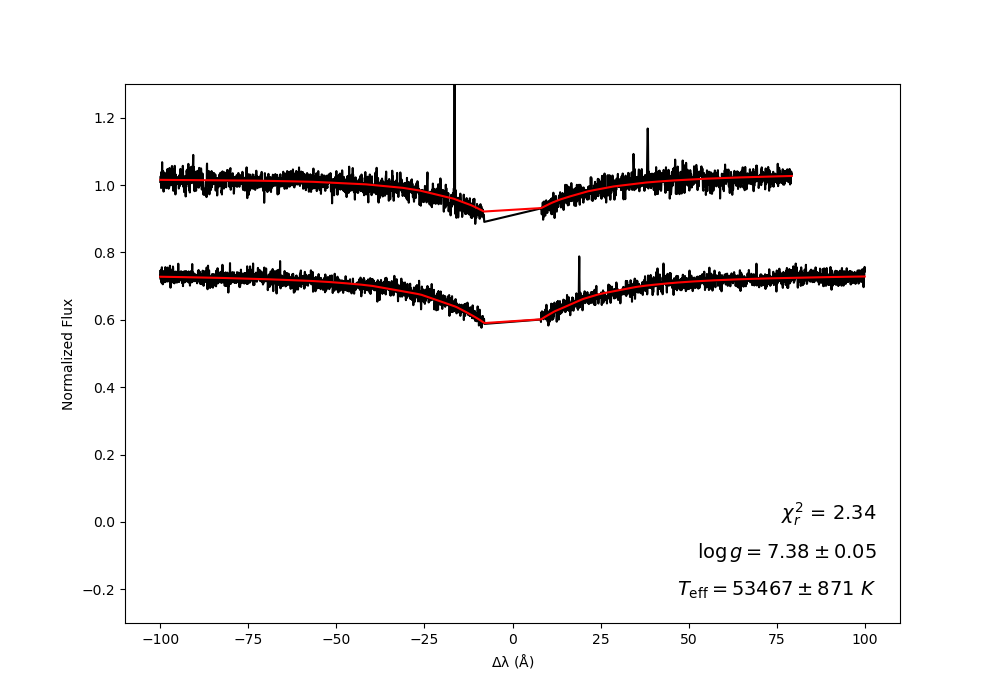 1.2
1.0
0.8
0.6
0.4
0.2
0.0
−0.2
Normalized Flux
χ²ᵣ = 2.34
log g = 7.38 ± 0.05
T_eff = 53467 ± 871 K
−100 −75 −50 −25 0 25 50 75 100
Δλ (Å)